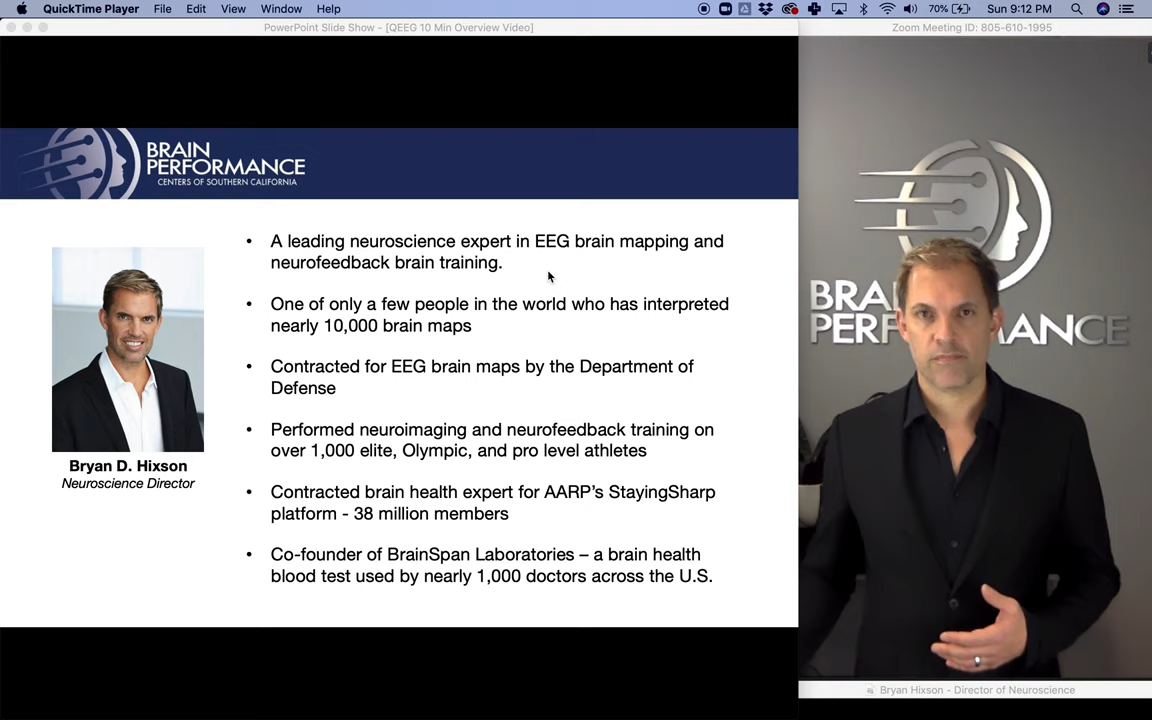 QuickTime Player File Edit View Window Help 70% Sun 9:12 PM
PowerPoint Slide Show - [QEEG 10 Min Overview Video]
Zoom Meeting ID: 805-610-1995
BRAIN
PERFORMANCE
CENTERS OF SOUTHERN CALIFORNIA
• A leading neuroscience expert in EEG brain mapping and
neurofeedback brain training.
• One of only a few people in the world who has interpreted
nearly 10,000 brain maps
• Contracted for EEG brain maps by the Department of
Defense
• Performed neuroimaging and neurofeedback training on
over 1,000 elite, Olympic, and pro level athletes
• Contracted brain health expert for AARP’s StayingSharp
platform - 38 million members
• Co-founder of BrainSpan Laboratories – a brain health
blood test used by nearly 1,000 doctors across the U.S.
Bryan D. Hixson
Neuroscience Director
BRA
PERF ANCE
Bryan Hixson - Director of Neuroscience